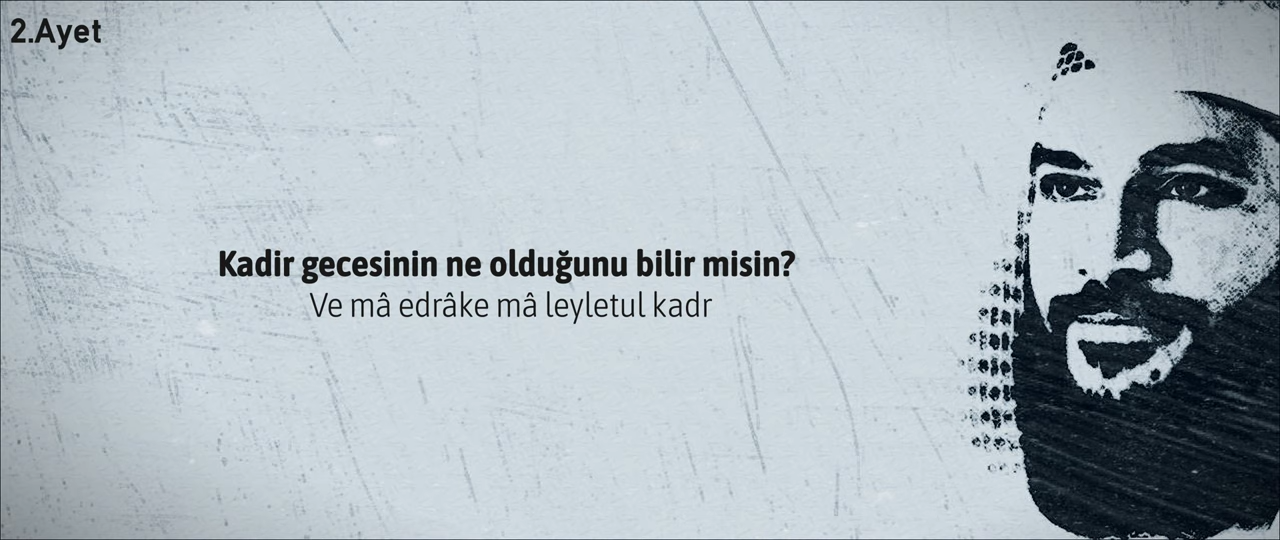 2.Ayet
Kadir gecesinin ne olduğunu bilir misin?
Ve mâ edrâke mâ leyletul kadr